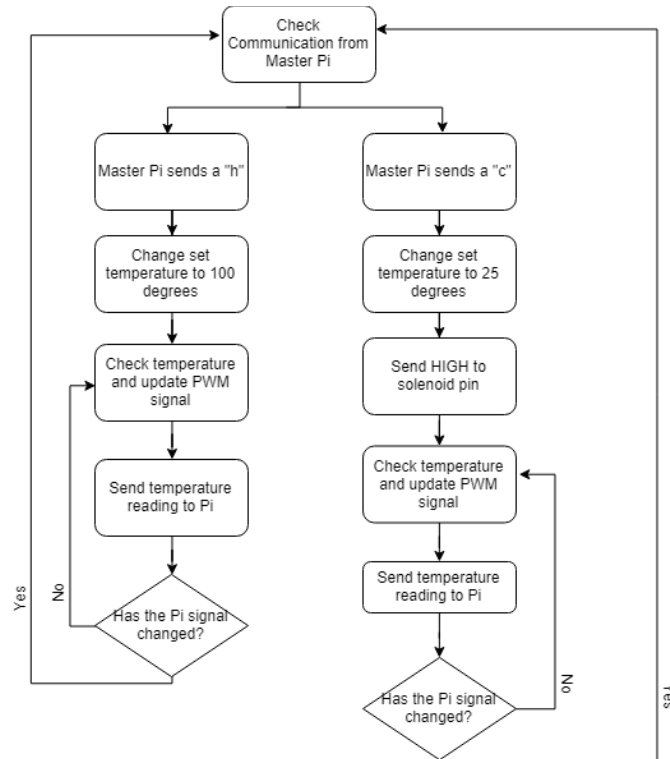 Check
Communication from
Master Pi
Master Pi sends a "h"
Master Pi sends a "c"
Change set
temperature to 100
degrees
Change set
temperature to 25
degrees
Check temperature
and update PWM
signal
Send HIGH to
solenoid pin
Send temperature
reading to Pi
Check temperature
and update PWM
signal
Send temperature
reading to Pi
Yes
No
Has the Pi signal
changed?
Has the Pi signal
changed?
No
Yes